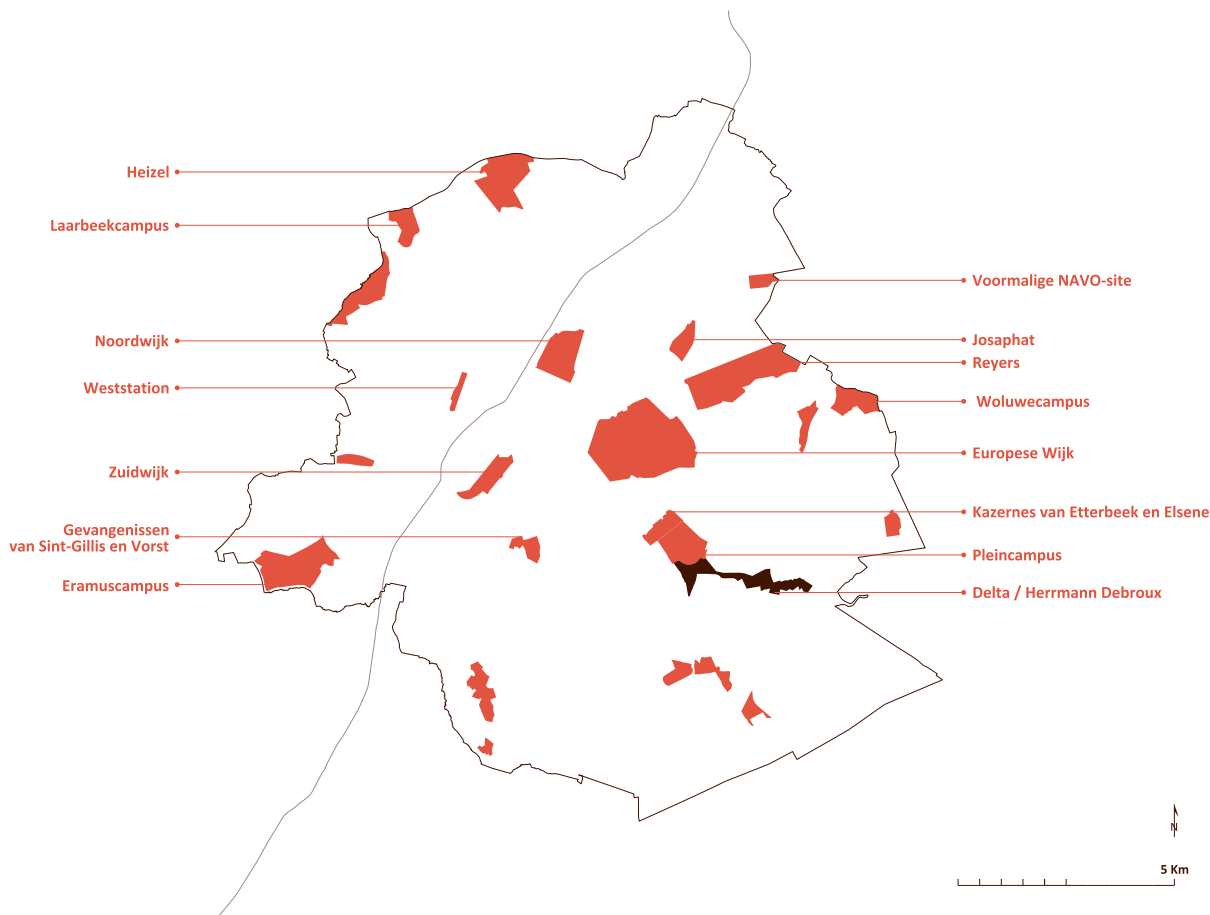 Heizel
Laarbeekcampus
Noordwijk
Weststation
Zuidwijk
Gevangenissen
van Sint-Gillis en Vorst
Eramuscampus
Voormalige NAVO-site
Josaphat
Reyers
Woluwecampus
Europese Wijk
Kazernes van Etterbeek en Elsene
Pleincampus
Delta / Herrmann Debroux
N
5 Km